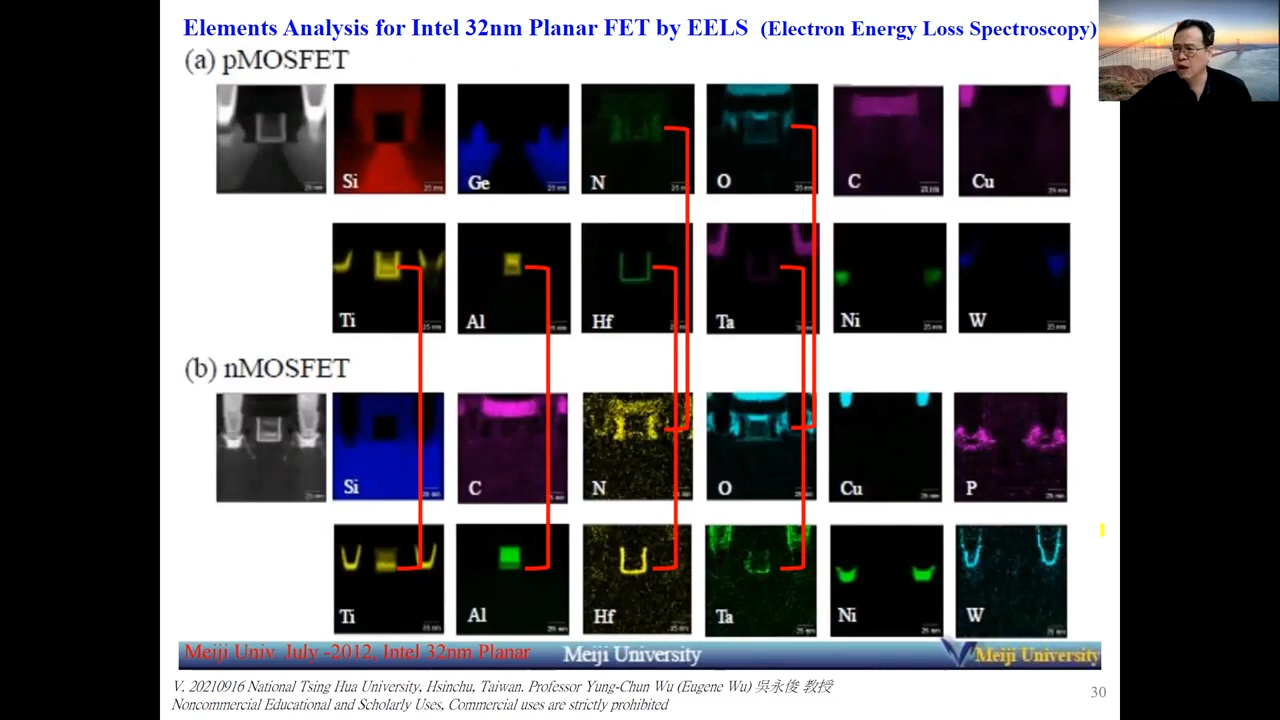 Elements Analysis for Intel 32nm Planar FET by EELS (Electron Energy Loss Spectroscopy)
(a) pMOSFET
Si Ge N O C Cu
Ti Al Hf Ta Ni W
(b) nMOSFET
Si C N O Cu P
Ti Al Hf Ta Ni W
Meiji Univ. July -2012, Intel 32nm Planar Meiji University Meiji University
V. 20210916 National Tsing Hua University, Hsinchu, Taiwan. Professor Yung-Chun Wu (Eugene Wu) 吳永俊 教授
Noncommercial Educational and Scholarly Uses, Commercial uses are strictly prohibited
30